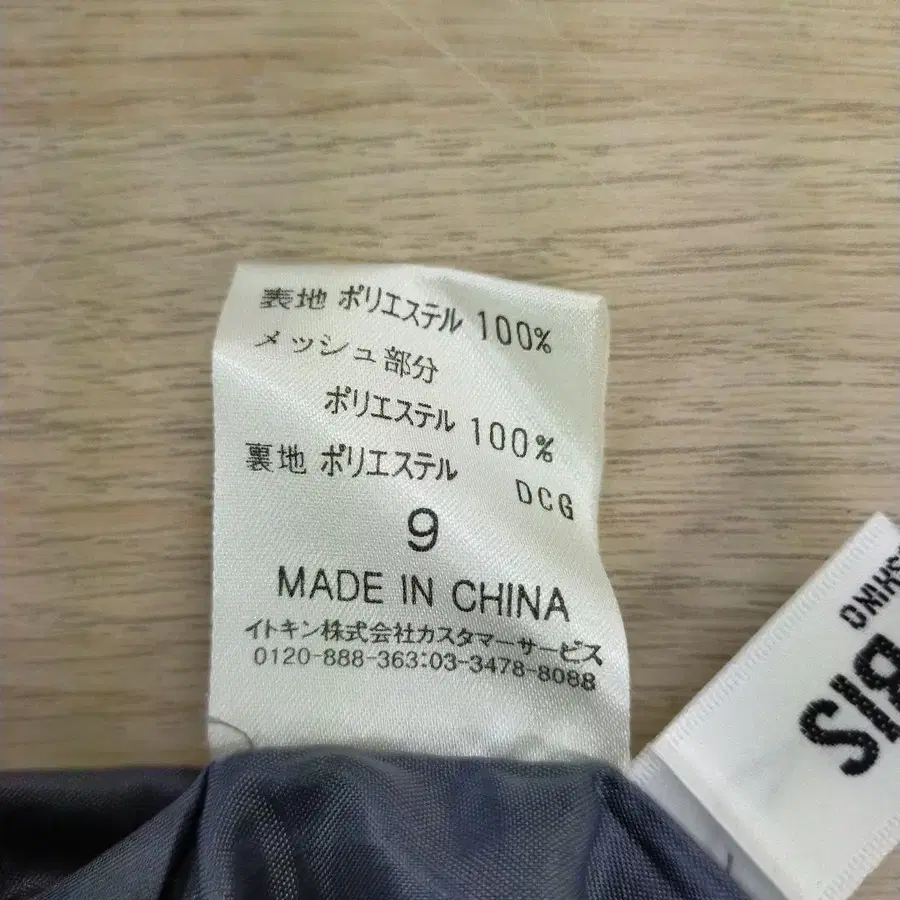 表地 ポリエステル 100%
メッシュ部分
ポリエステル 100%
裏地 ポリエステル
DCG
9
MADE IN CHINA
イトキン株式会社カスタマーサービス
0120-888-363:03-3478-8088